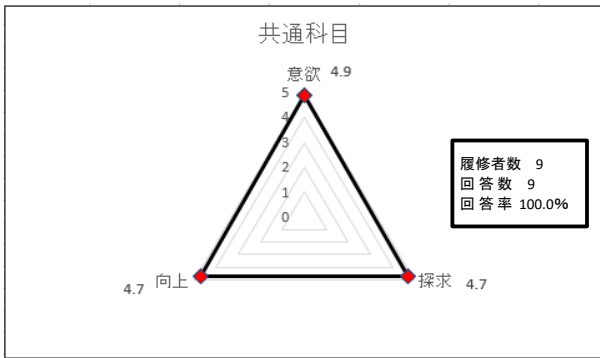 共通科目
意欲 4.9
5
4
3
2
1
0
履修者数 9
回答数 9
回答率 100.0%
4.7 向上
探求 4.7